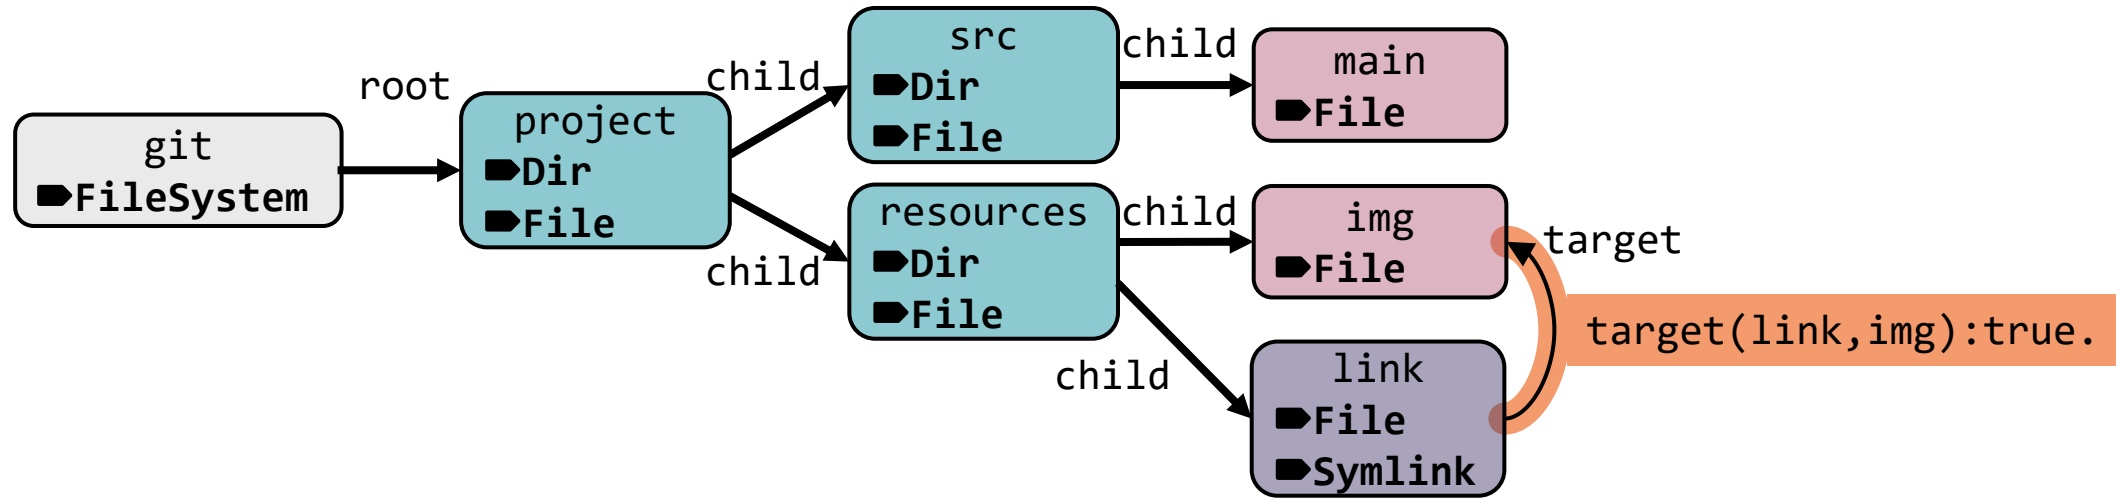 git
FileSystem
root
project
Dir
File
child
child
src
Dir
File
child
main
File
resources
Dir
File
child
child
img
File
target
link
File
Symlink
target(link,img):true.